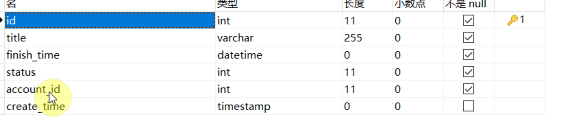 名 类型 长度 小数点 不是 null
id int 11 0 1
title varchar 255 0
finish_time datetime 0 0
status int 11 0
account_id int 11 0
create_time timestamp 0 0